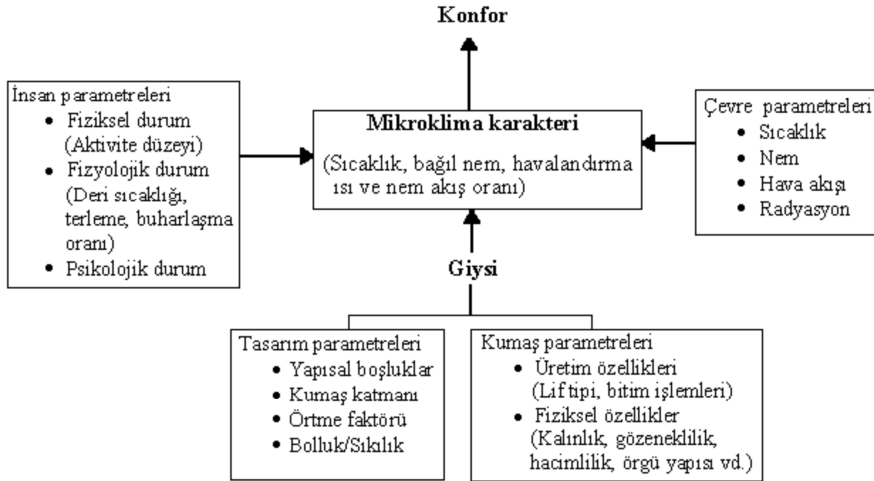 Konfor
İnsan parametreleri
• Fiziksel durum
(Aktivite düzeyi)
• Fizyolojik durum
(Deri sıcaklığı,
terleme, buharlaşma
oranı)
• Psikolojik durum
Mikroklima karakteri
(Sıcaklık, bağıl nem, havalandırma
ısı ve nem akış oranı)
Çevre parametreleri
• Sıcaklık
• Nem
• Hava akışı
• Radyasyon
Giysi
Tasarım parametreleri
• Yapısal boşluklar
• Kumaş katmanı
• Örtme faktörü
• Bolluk/Sıkılık
Kumaş parametreleri
• Üretim özellikleri
(Lif tipi, bitim işlemleri)
• Fiziksel özellikler
(Kalınlık, gözeneklilik,
hacimlilik, örgü yapısı vd.)